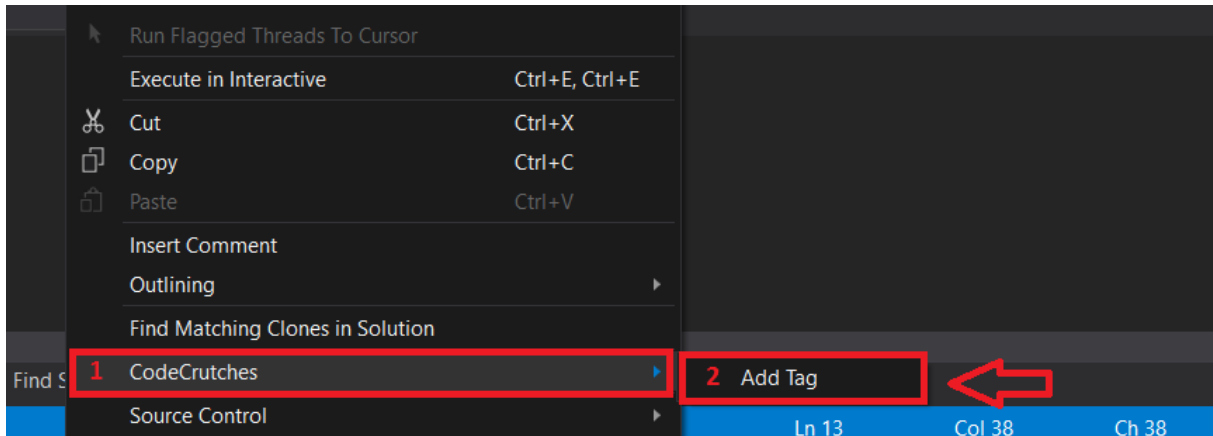 Run Flagged Threads To Cursor
Execute in Interactive Ctrl+E, Ctrl+E
Cut Ctrl+X
Copy Ctrl+C
Paste Ctrl+V
Insert Comment
Outlining
Find Matching Clones in Solution
Find S 1 CodeCrutches 2 Add Tag
Source Control
Ln 13 Col 38 Ch 38